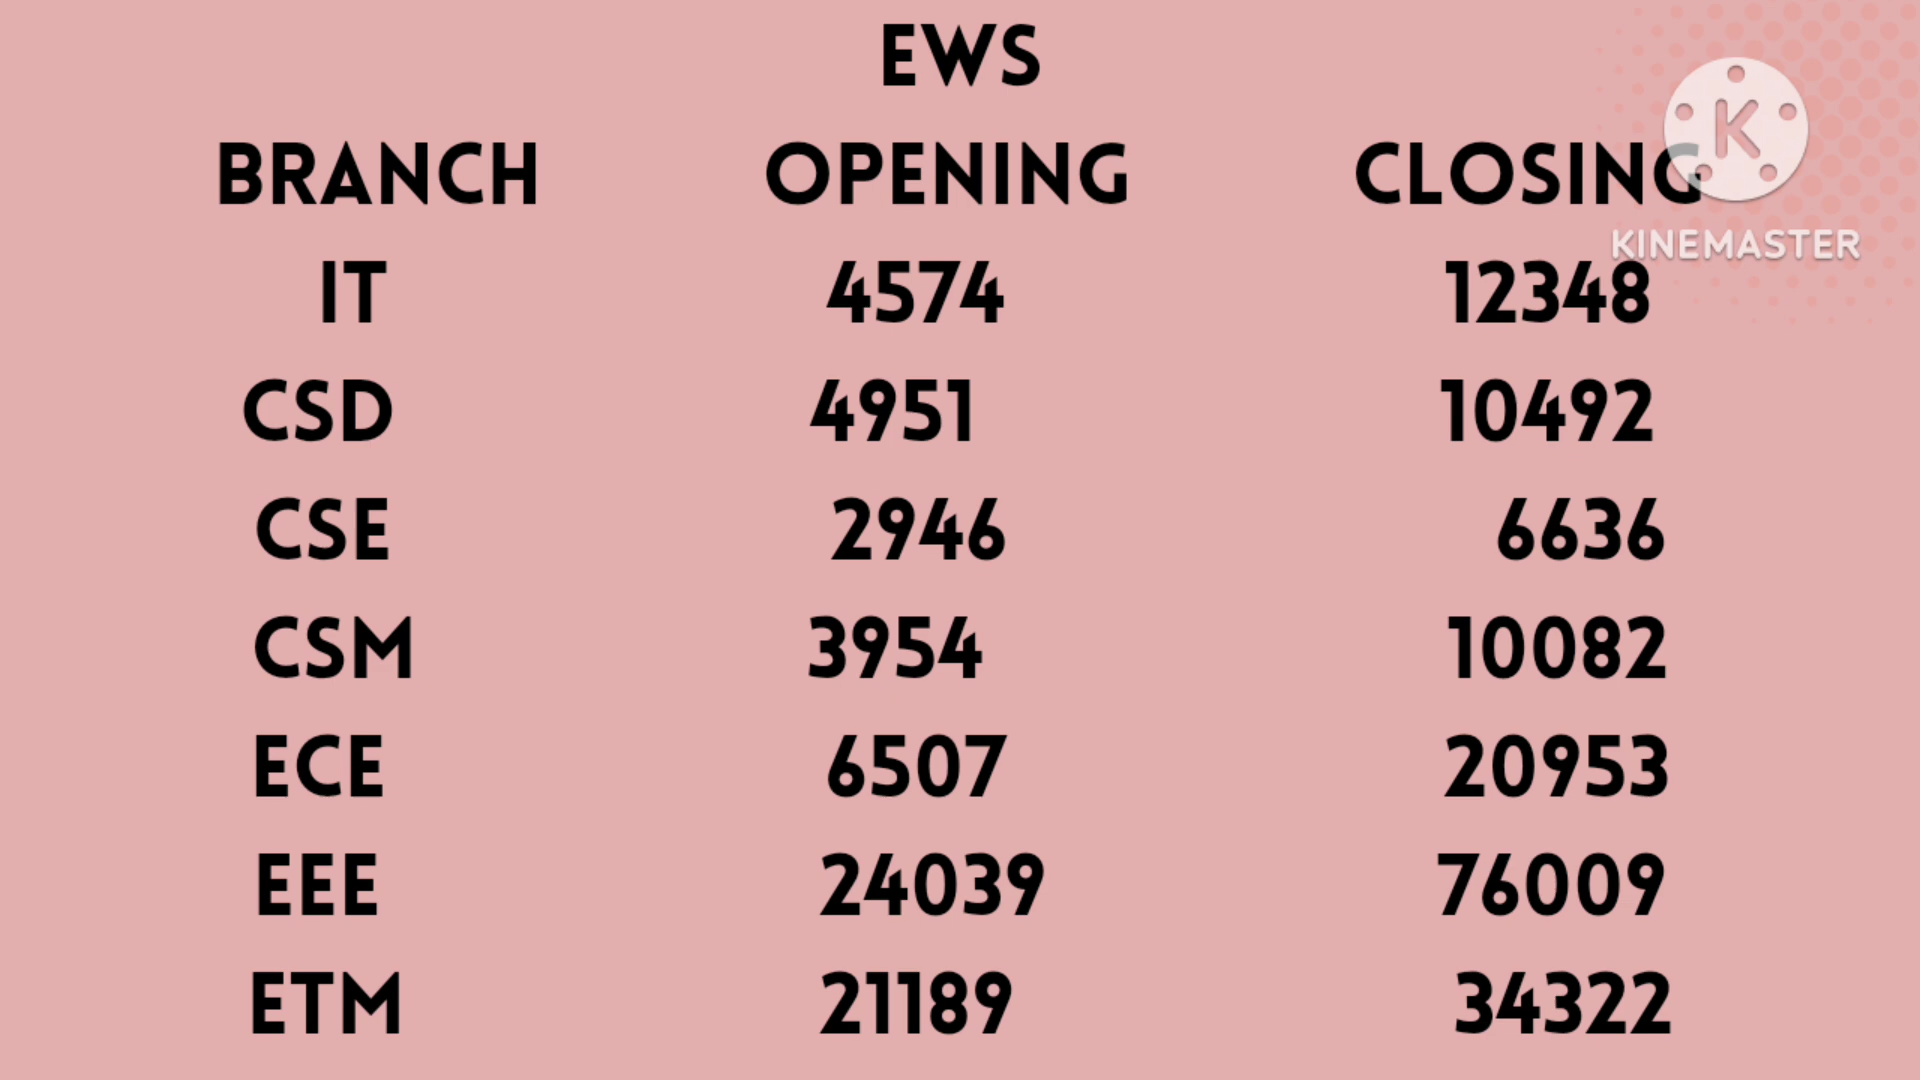 EWS
BRANCH OPENING CLOSING
KINEMASTER
IT 4574 12348
CSD 4951 10492
CSE 2946 6636
CSM 3954 10082
ECE 6507 20953
EEE 24039 76009
ETM 21189 34322